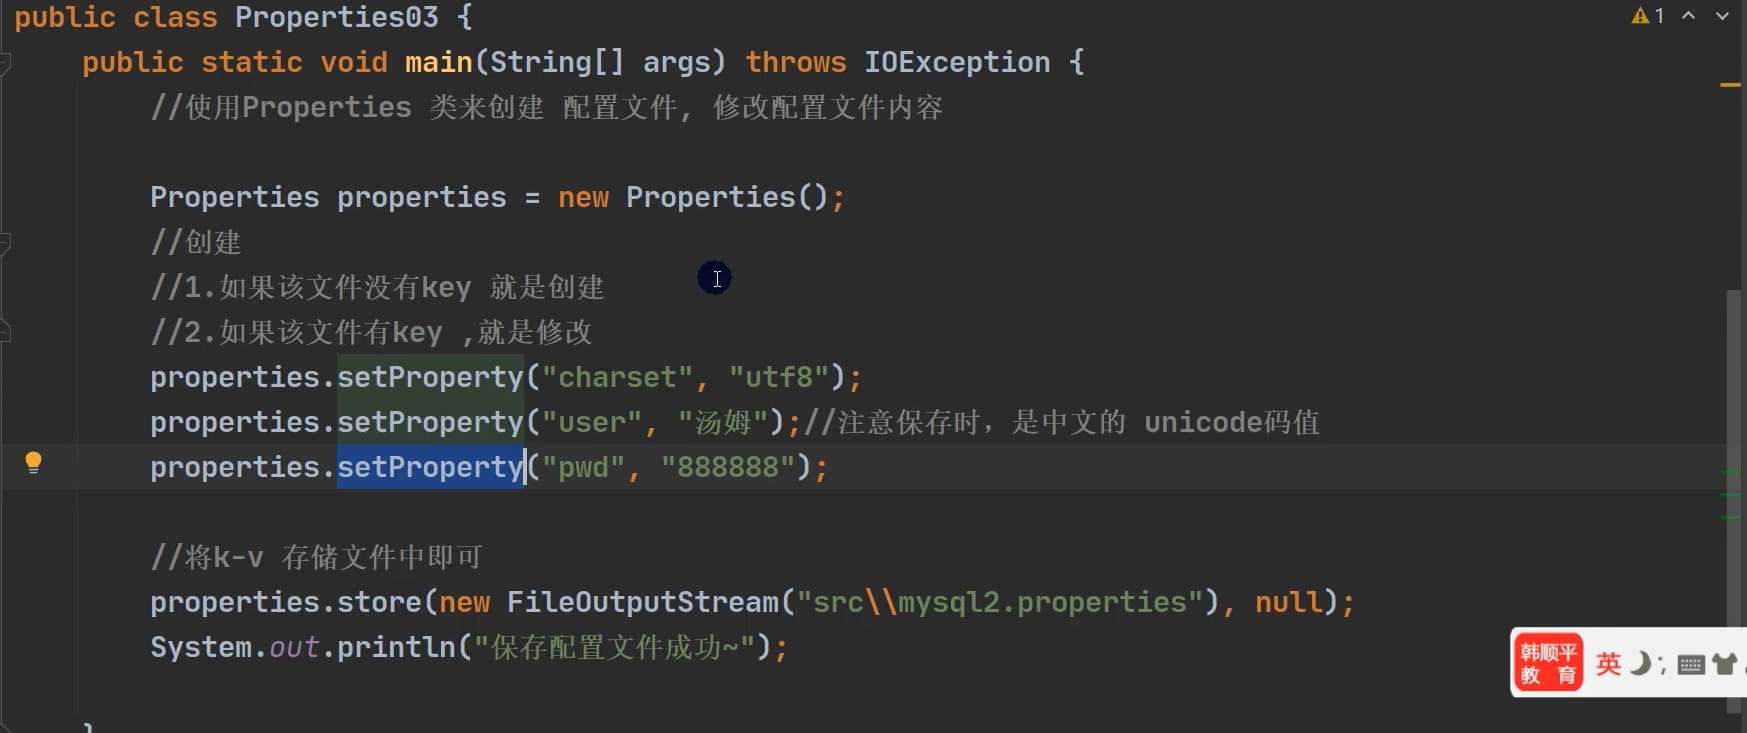 public class Properties03 {
1
public static void main(String[] args) throws IOException {
//使用Properties 类来创建 配置文件, 修改配置文件内容
Properties properties = new Properties();
//创建
//1.如果该文件没有key 就是创建
//2.如果该文件有key ,就是修改
properties.setProperty("charset", "utf8");
properties.setProperty("user", "汤姆");//注意保存时，是中文的 unicode码值
properties.setProperty("pwd", "888888");
//将k-v 存储文件中即可
properties.store(new FileOutputStream("src\\mysql2.properties"), null);
System.out.println("保存配置文件成功~");
}
韩顺平
教 育
英